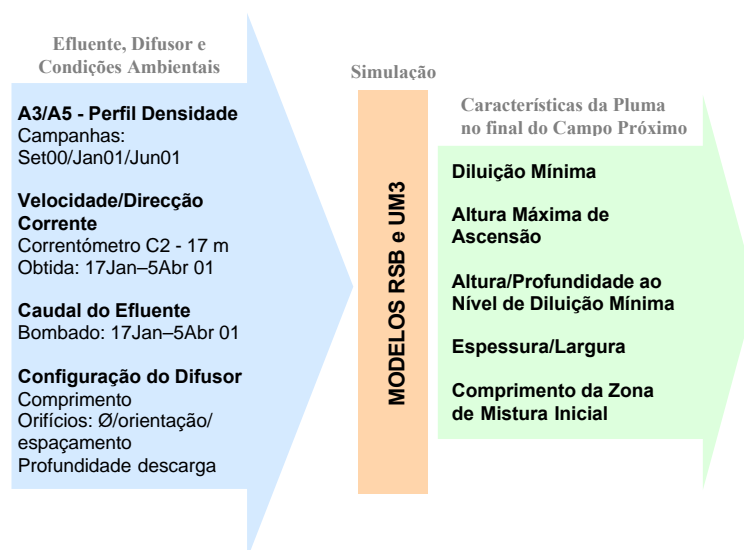 Efluente, Difusor e
Condições Ambientais
A3/A5 - Perfil Densidade
Campanhas:
Set00/Jan01/Jun01
Velocidade/Direcção
Corrente
Correntómetro C2 - 17 m
Obtida: 17Jan–5Abr 01
Caudal do Efluente
Bombado: 17Jan–5Abr 01
Configuração do Difusor
Comprimento
Orifícios: Ø/orientação/
espaçamento
Profundidade descarga
Simulação
MODELOS RSB e UM3
Características da Pluma
no final do Campo Próximo
Diluição Mínima
Altura Máxima de
Ascensão
Altura/Profundidade ao
Nível de Diluição Mínima
Espessura/Largura
Comprimento da Zona
de Mistura Inicial